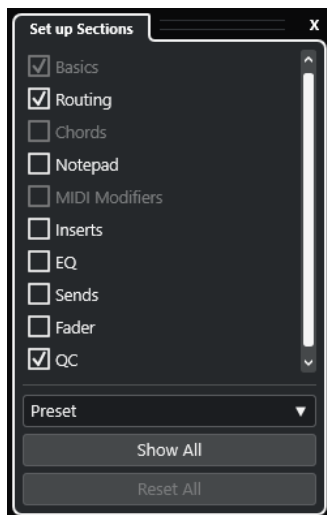 Set up Sections
X
Basics
Routing
Chords
Notepad
MIDI Modifiers
Inserts
EQ
Sends
Fader
QC
Preset
Show All
Reset All